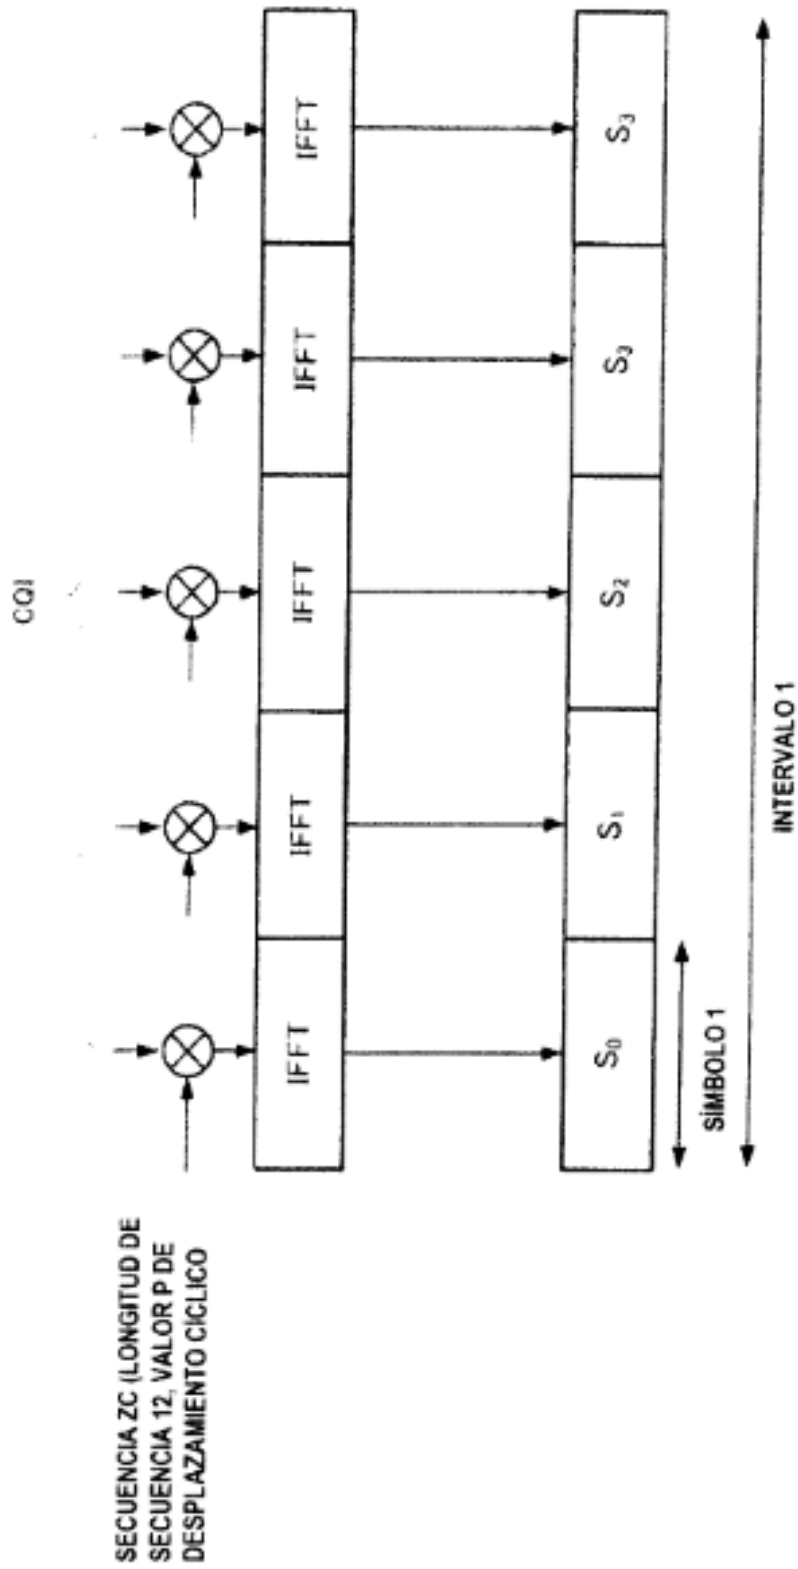 CQI
SECUENCIA ZC (LONGITUD DE
SECUENCIA 12, VALOR P DE
DESPLAZAMIENTO CÍCLICO
IFFT
IFFT
IFFT
IFFT
IFFT
S0
S1
S2
S3
S3
SÍMBOLO 1
INTERVALO 1